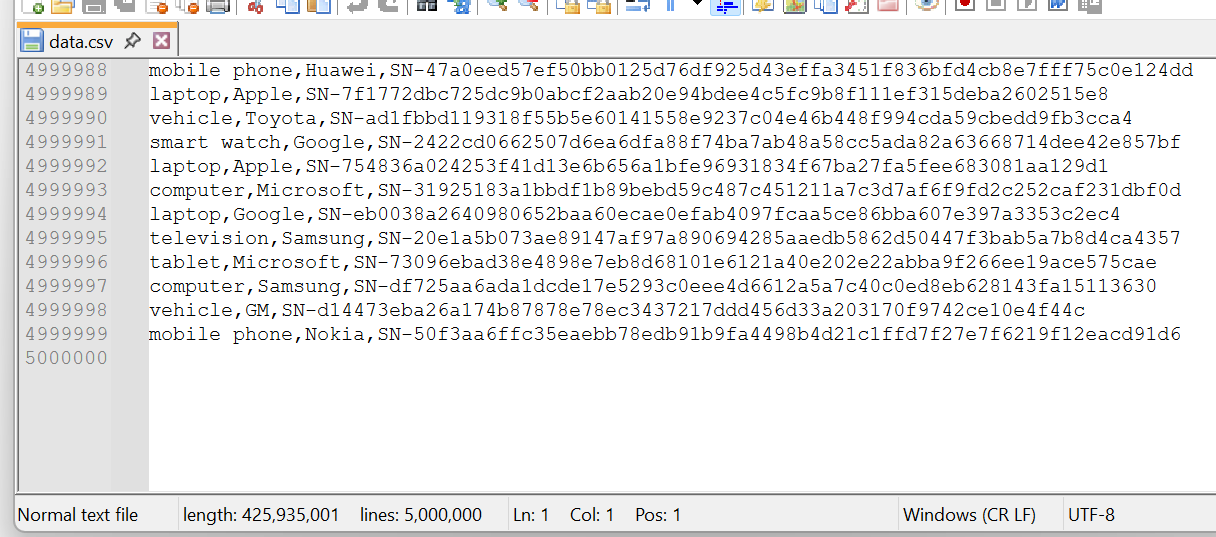 data.csv
4999988 mobile phone,Huawei,SN-47a0eed57ef50bb0125d76df925d43effa3451f836bfd4cb8e7fff75c0e124dd
4999989 laptop,Apple,SN-7f1772dbc725dc9b0abcf2aab20e94bdee4c5fc9b8f111ef315deba2602515e8
4999990 vehicle,Toyota,SN-ad1fbbd119318f55b5e60141558e9237c04e46b448f994cda59cbedd9fb3cca4
4999991 smart watch,Google,SN-2422cd0662507d6ea6dfa88f74ba7ab48a58cc5ada82a63668714dee42e857bf
4999992 laptop,Apple,SN-754836a024253f41d13e6b656a1bfe96931834f67ba27fa5fee683081aa129d1
4999993 computer,Microsoft,SN-31925183a1bbdf1b89bebd59c487c451211a7c3d7af6f9fd2c252caf231dbf0d
4999994 laptop,Google,SN-eb0038a2640980652baa60ecae0efab4097fcaa5ce86bba607e397a3353c2ec4
4999995 television,Samsung,SN-20e1a5b073ae89147af97a890694285aaedb5862d50447f3bab5a7b8d4ca4357
4999996 tablet,Microsoft,SN-73096ebad38e4898e7eb8d68101e6121a40e202e22abba9f266ee19ace575cae
4999997 computer,Samsung,SN-df725aa6ada1dcde17e5293c0eee4d6612a5a7c40c0ed8eb628143fa15113630
4999998 vehicle,GM,SN-d14473eba26a174b87878e78ec3437217ddd456d33a203170f9742ce10e4f44c
4999999 mobile phone,Nokia,SN-50f3aa6ffc35eaebb78edb91b9fa4498b4d21c1ffd7f27e7f6219f12eacd91d6
5000000
Normal text file length: 425,935,001 lines: 5,000,000 Ln: 1 Col: 1 Pos: 1 Windows (CR LF) UTF-8